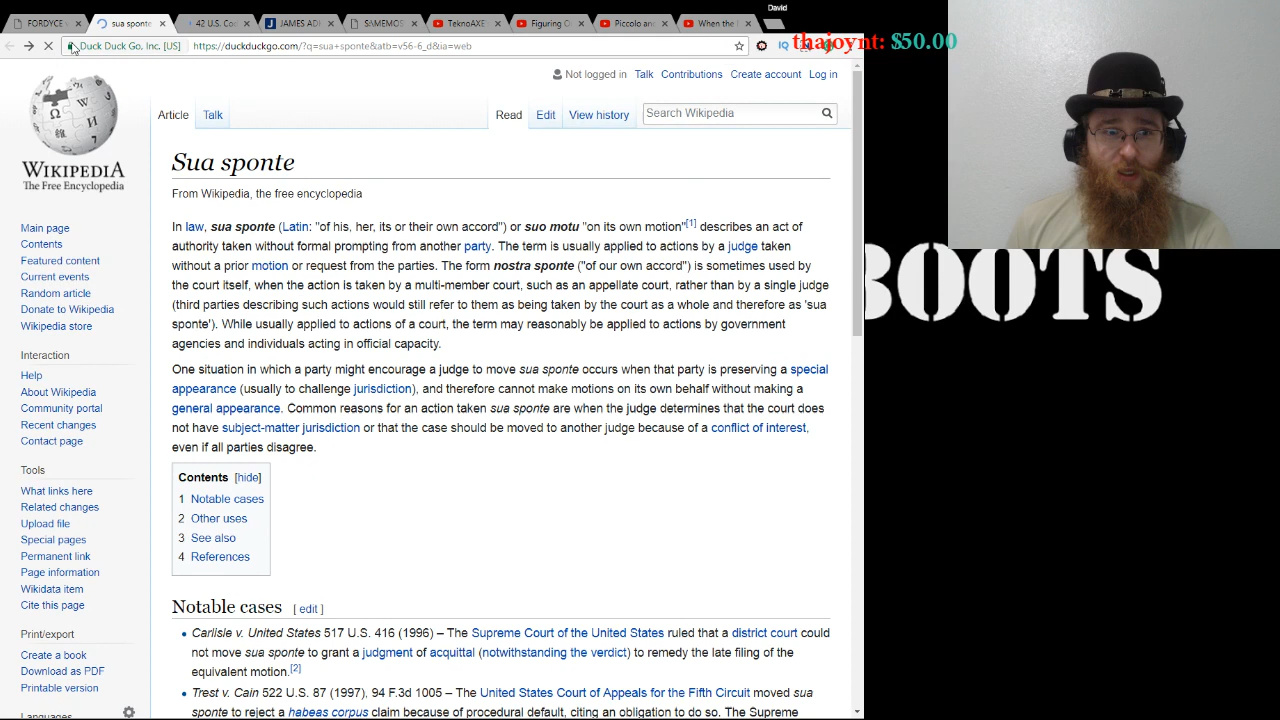 David
FORDYCE v
sua sponte
42 U.S. Co
JAMES ADI
SAMEMOS
TeknoAXE
Figuring C
Piccolo an
When the
Duck Duck Go, Inc. [US]
https://duckduckgo.com/?q=sua+sponte&atb=v56-6_d&ia=web
thajoynt: $50.00
Not logged in Talk Contributions Create account Log in
Article Talk Read Edit View history Search Wikipedia
WIKIPEDIA
The Free Encyclopedia
Main page
Contents
Featured content
Current events
Random article
Donate to Wikipedia
Wikipedia store
Interaction
Help
About Wikipedia
Community portal
Recent changes
Contact page
Tools
What links here
Related changes
Upload file
Special pages
Permanent link
Page information
Wikidata item
Cite this page
Print/export
Create a book
Download as PDF
Printable version
Languages
Sua sponte
From Wikipedia, the free encyclopedia
In law, sua sponte (Latin: "of his, her, its or their own accord") or suo motu "on its own motion"[1] describes an act of
authority taken without formal prompting from another party. The term is usually applied to actions by a judge taken
without a prior motion or request from the parties. The form nostra sponte ("of our own accord") is sometimes used by
the court itself, when the action is taken by a multi-member court, such as an appellate court, rather than by a single judge
(third parties describing such actions would still refer to them as being taken by the court as a whole and therefore as 'sua
sponte'). While usually applied to actions of a court, the term may reasonably be applied to actions by government
agencies and individuals acting in official capacity.
One situation in which a party might encourage a judge to move sua sponte occurs when that party is preserving a special
appearance (usually to challenge jurisdiction), and therefore cannot make motions on its own behalf without making a
general appearance. Common reasons for an action taken sua sponte are when the judge determines that the court does
not have subject-matter jurisdiction or that the case should be moved to another judge because of a conflict of interest,
even if all parties disagree.
Contents [hide]
1 Notable cases
2 Other uses
3 See also
4 References
Notable cases [ edit ]
Carlisle v. United States 517 U.S. 416 (1996) – The Supreme Court of the United States ruled that a district court could
not move sua sponte to grant a judgment of acquittal (notwithstanding the verdict) to remedy the late filing of the
equivalent motion.[2]
Trest v. Cain 522 U.S. 87 (1997), 94 F.3d 1005 – The United States Court of Appeals for the Fifth Circuit moved sua
sponte to reject a habeas corpus claim because of procedural default, citing an obligation to do so. The Supreme
BOOTS